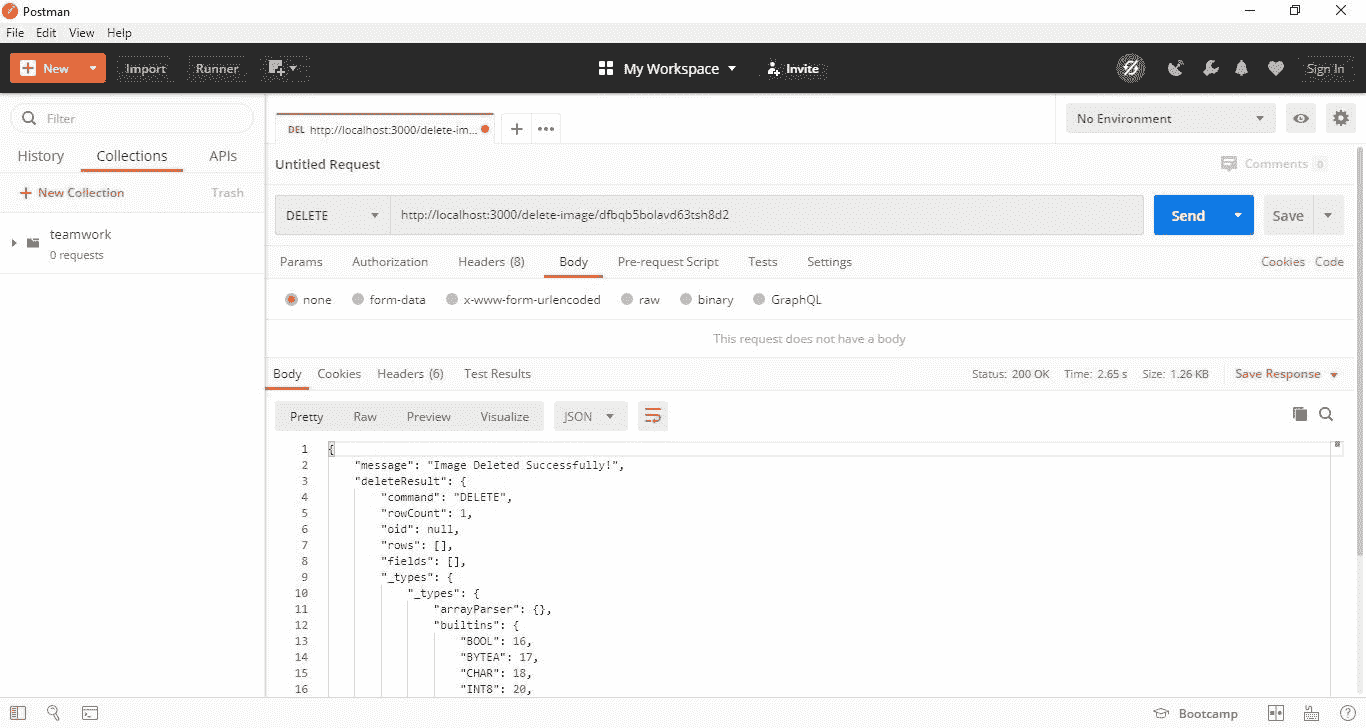 Postman
File Edit View Help
New Import Runner My Workspace Invite Sign In
Filter
History Collections APIs
New Collection Trash
teamwork
0 requests
DEL http://localhost:3000/delete-im... No Environment
Untitled Request Comments 0
DELETE http://localhost:3000/delete-image/dfbqb5bolavd63tsh8d2 Send Save
Params Authorization Headers (8) Body Pre-request Script Tests Settings Cookies Code
none form-data x-www-form-urlencoded raw binary GraphQL
This request does not have a body
Body Cookies Headers (6) Test Results Status: 200 OK Time: 2.65 s Size: 1.26 KB Save Response
Pretty Raw Preview Visualize JSON
1 {
2 "message": "Image Deleted Successfully!",
3 "deleteResult": {
4 "command": "DELETE",
5 "rowCount": 1,
6 "oid": null,
7 "rows": [],
8 "fields": [],
9 "_types": {
10 "_types": {
11 "arrayParser": {},
12 "builtins": {
13 "BOOL": 16,
14 "BYTEA": 17,
15 "CHAR": 18,
16 "INT8": 20,
Bootcamp